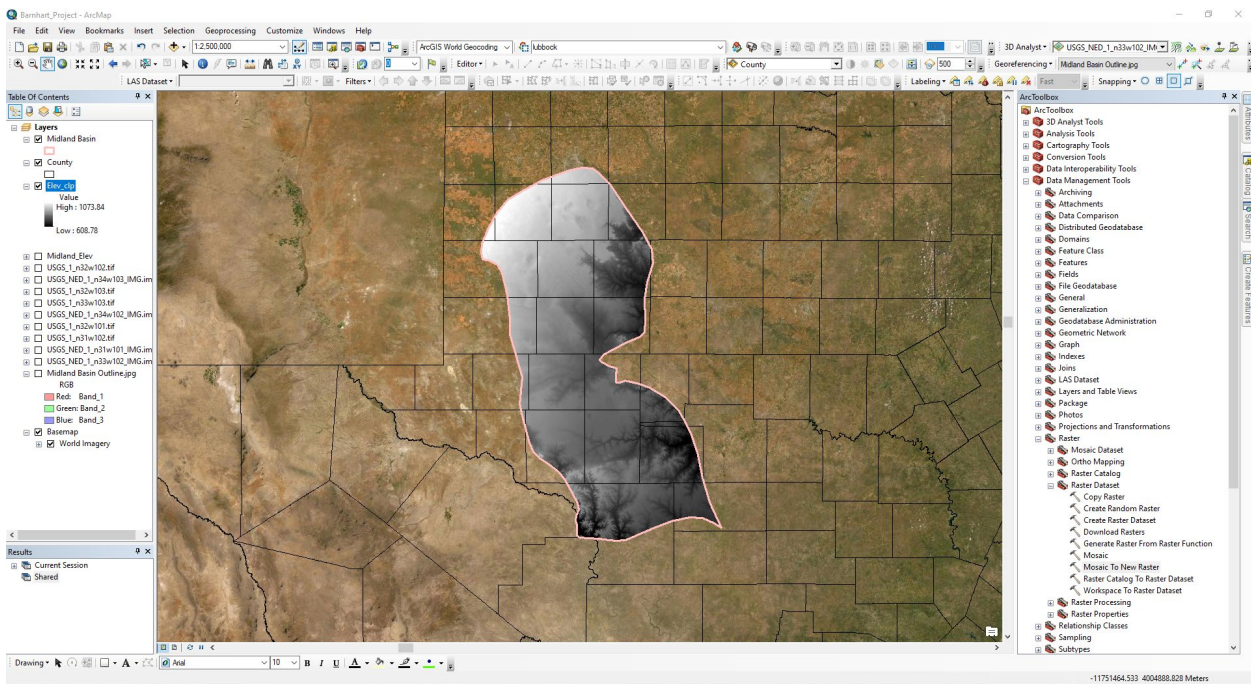 Barnhart_Project - ArcMap
File Edit View Bookmarks Insert Selection Geoprocessing Customize Windows Help
1:2,500,000 ArcGIS World Geocoding lubbock 3D Analyst
Editor County 500 Georeferencing Midland Basin Outline.jpg
LAS Dataset Filters Labeling Fast Snapping
Table Of Contents
Layers
Midland Basin
County
Elev_clp
Value
High : 1073.84
Low : 608.78
Midland_Elev
USGS_1_n32w102.tif
USGS_NED_1_n34w103_IMG.im
USGS_1_n32w103.tif
USGS_1_n33w103.tif
USGS_NED_1_n34w102_IMG.im
USGS_1_n32w101.tif
USGS_1_n31w102.tif
USGS_NED_1_n31w101_IMG.im
USGS_NED_1_n33w102_IMG.im
Midland Basin Outline.jpg
RGB
Red: Band_1
Green: Band_2
Blue: Band_3
Basemap
World Imagery
Results
Current Session
Shared
ArcToolbox
ArcToolbox
3D Analyst Tools
Analysis Tools
Cartography Tools
Conversion Tools
Data Interoperability Tools
Data Management Tools
Archiving
Attachments
Data Comparison
Distributed Geodatabase
Domains
Feature Class
Features
Fields
File Geodatabase
General
Generalization
Geodatabase Administration
Geometric Network
Graph
Indexes
Joins
LAS Dataset
Layers and Table Views
Package
Photos
Projections and Transformations
Raster
Mosaic Dataset
Ortho Mapping
Raster Catalog
Raster Dataset
Copy Raster
Create Random Raster
Create Raster Dataset
Download Rasters
Generate Raster From Raster Function
Mosaic
Mosaic To New Raster
Raster Catalog To Raster Dataset
Workspace To Raster Dataset
Raster Processing
Raster Properties
Relationship Classes
Sampling
Subtypes
Attributes
Catalog
Search
Create Features
Drawing Arial 10 B I U A
-11751464.533 4004888.828 Meters